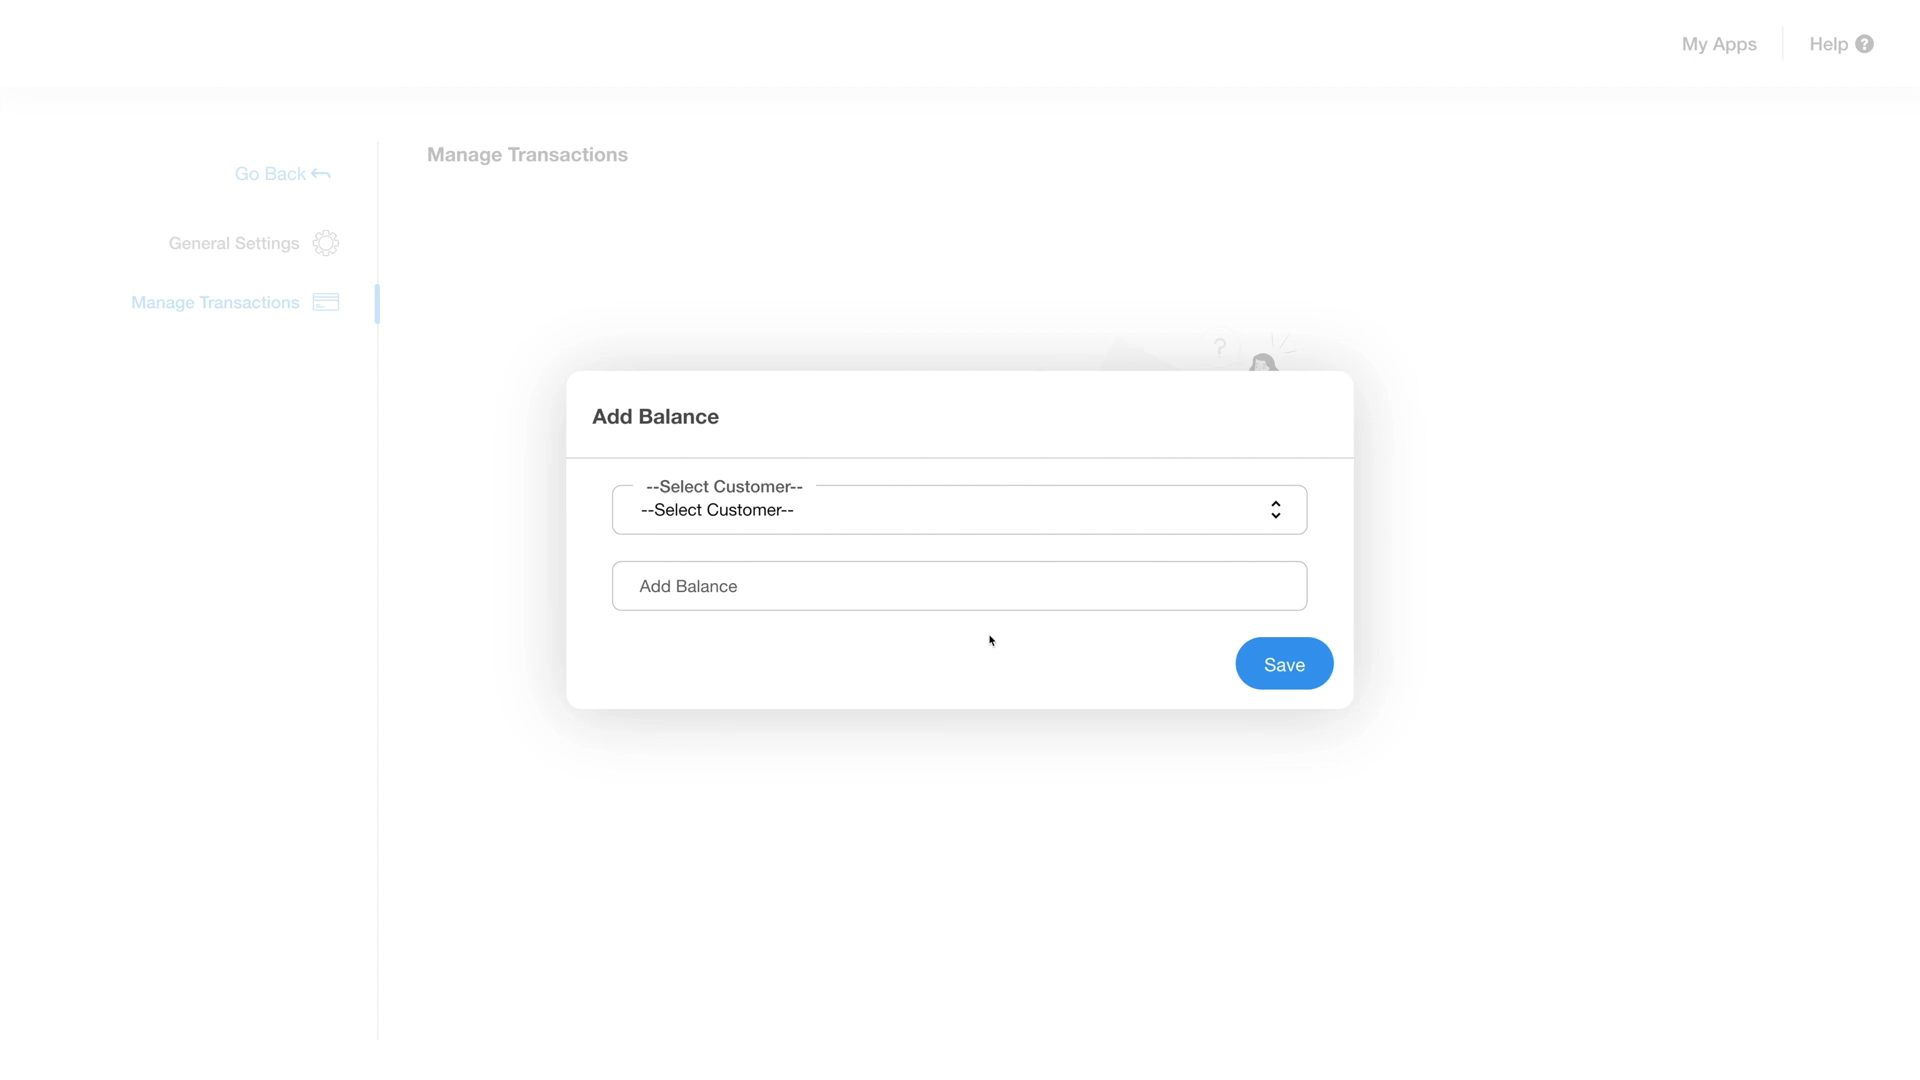 My Apps
Help ?
Manage Transactions
Go Back
General Settings
Manage Transactions
?
Add Balance
--Select Customer--
--Select Customer--
Add Balance
Save